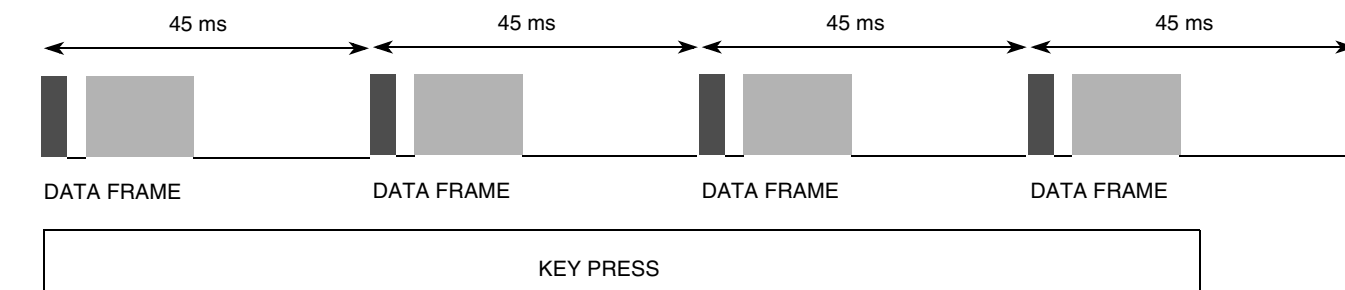 45 ms 45 ms 45 ms 45 ms
DATA FRAME DATA FRAME DATA FRAME DATA FRAME
KEY PRESS